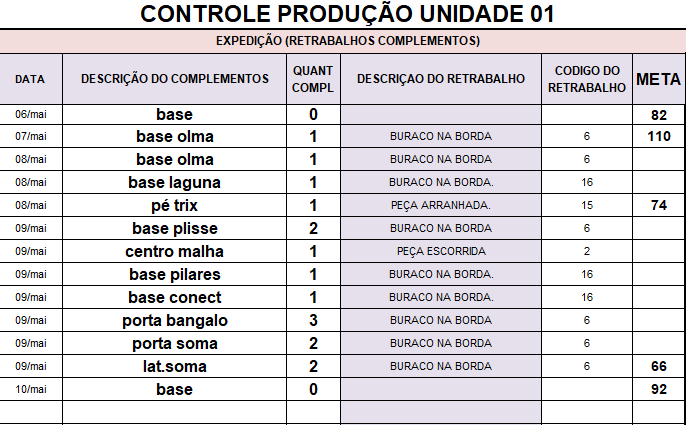 CONTROLE PRODUÇÃO UNIDADE 01
EXPEDIÇÃO (RETRABALHOS COMPLEMENTOS)
DATA DESCRIÇÃO DO COMPLEMENTOS QUANT COMPL DESCRIÇAO DO RETRABALHO CODIGO DO RETRABALHO META
06/mai base 0 82
07/mai base olma 1 BURACO NA BORDA 6 110
08/mai base olma 1 BURACO NA BORDA 6
08/mai base laguna 1 BURACO NA BORDA. 16
08/mai pé trix 1 PEÇA ARRANHADA. 15 74
09/mai base plisse 2 BURACO NA BORDA 6
09/mai centro malha 1 PEÇA ESCORRIDA 2
09/mai base pilares 1 BURACO NA BORDA. 16
09/mai base conect 1 BURACO NA BORDA. 16
09/mai porta bangalo 3 BURACO NA BORDA 6
09/mai porta soma 2 BURACO NA BORDA 6
09/mai lat.soma 2 BURACO NA BORDA 6 66
10/mai base 0 92